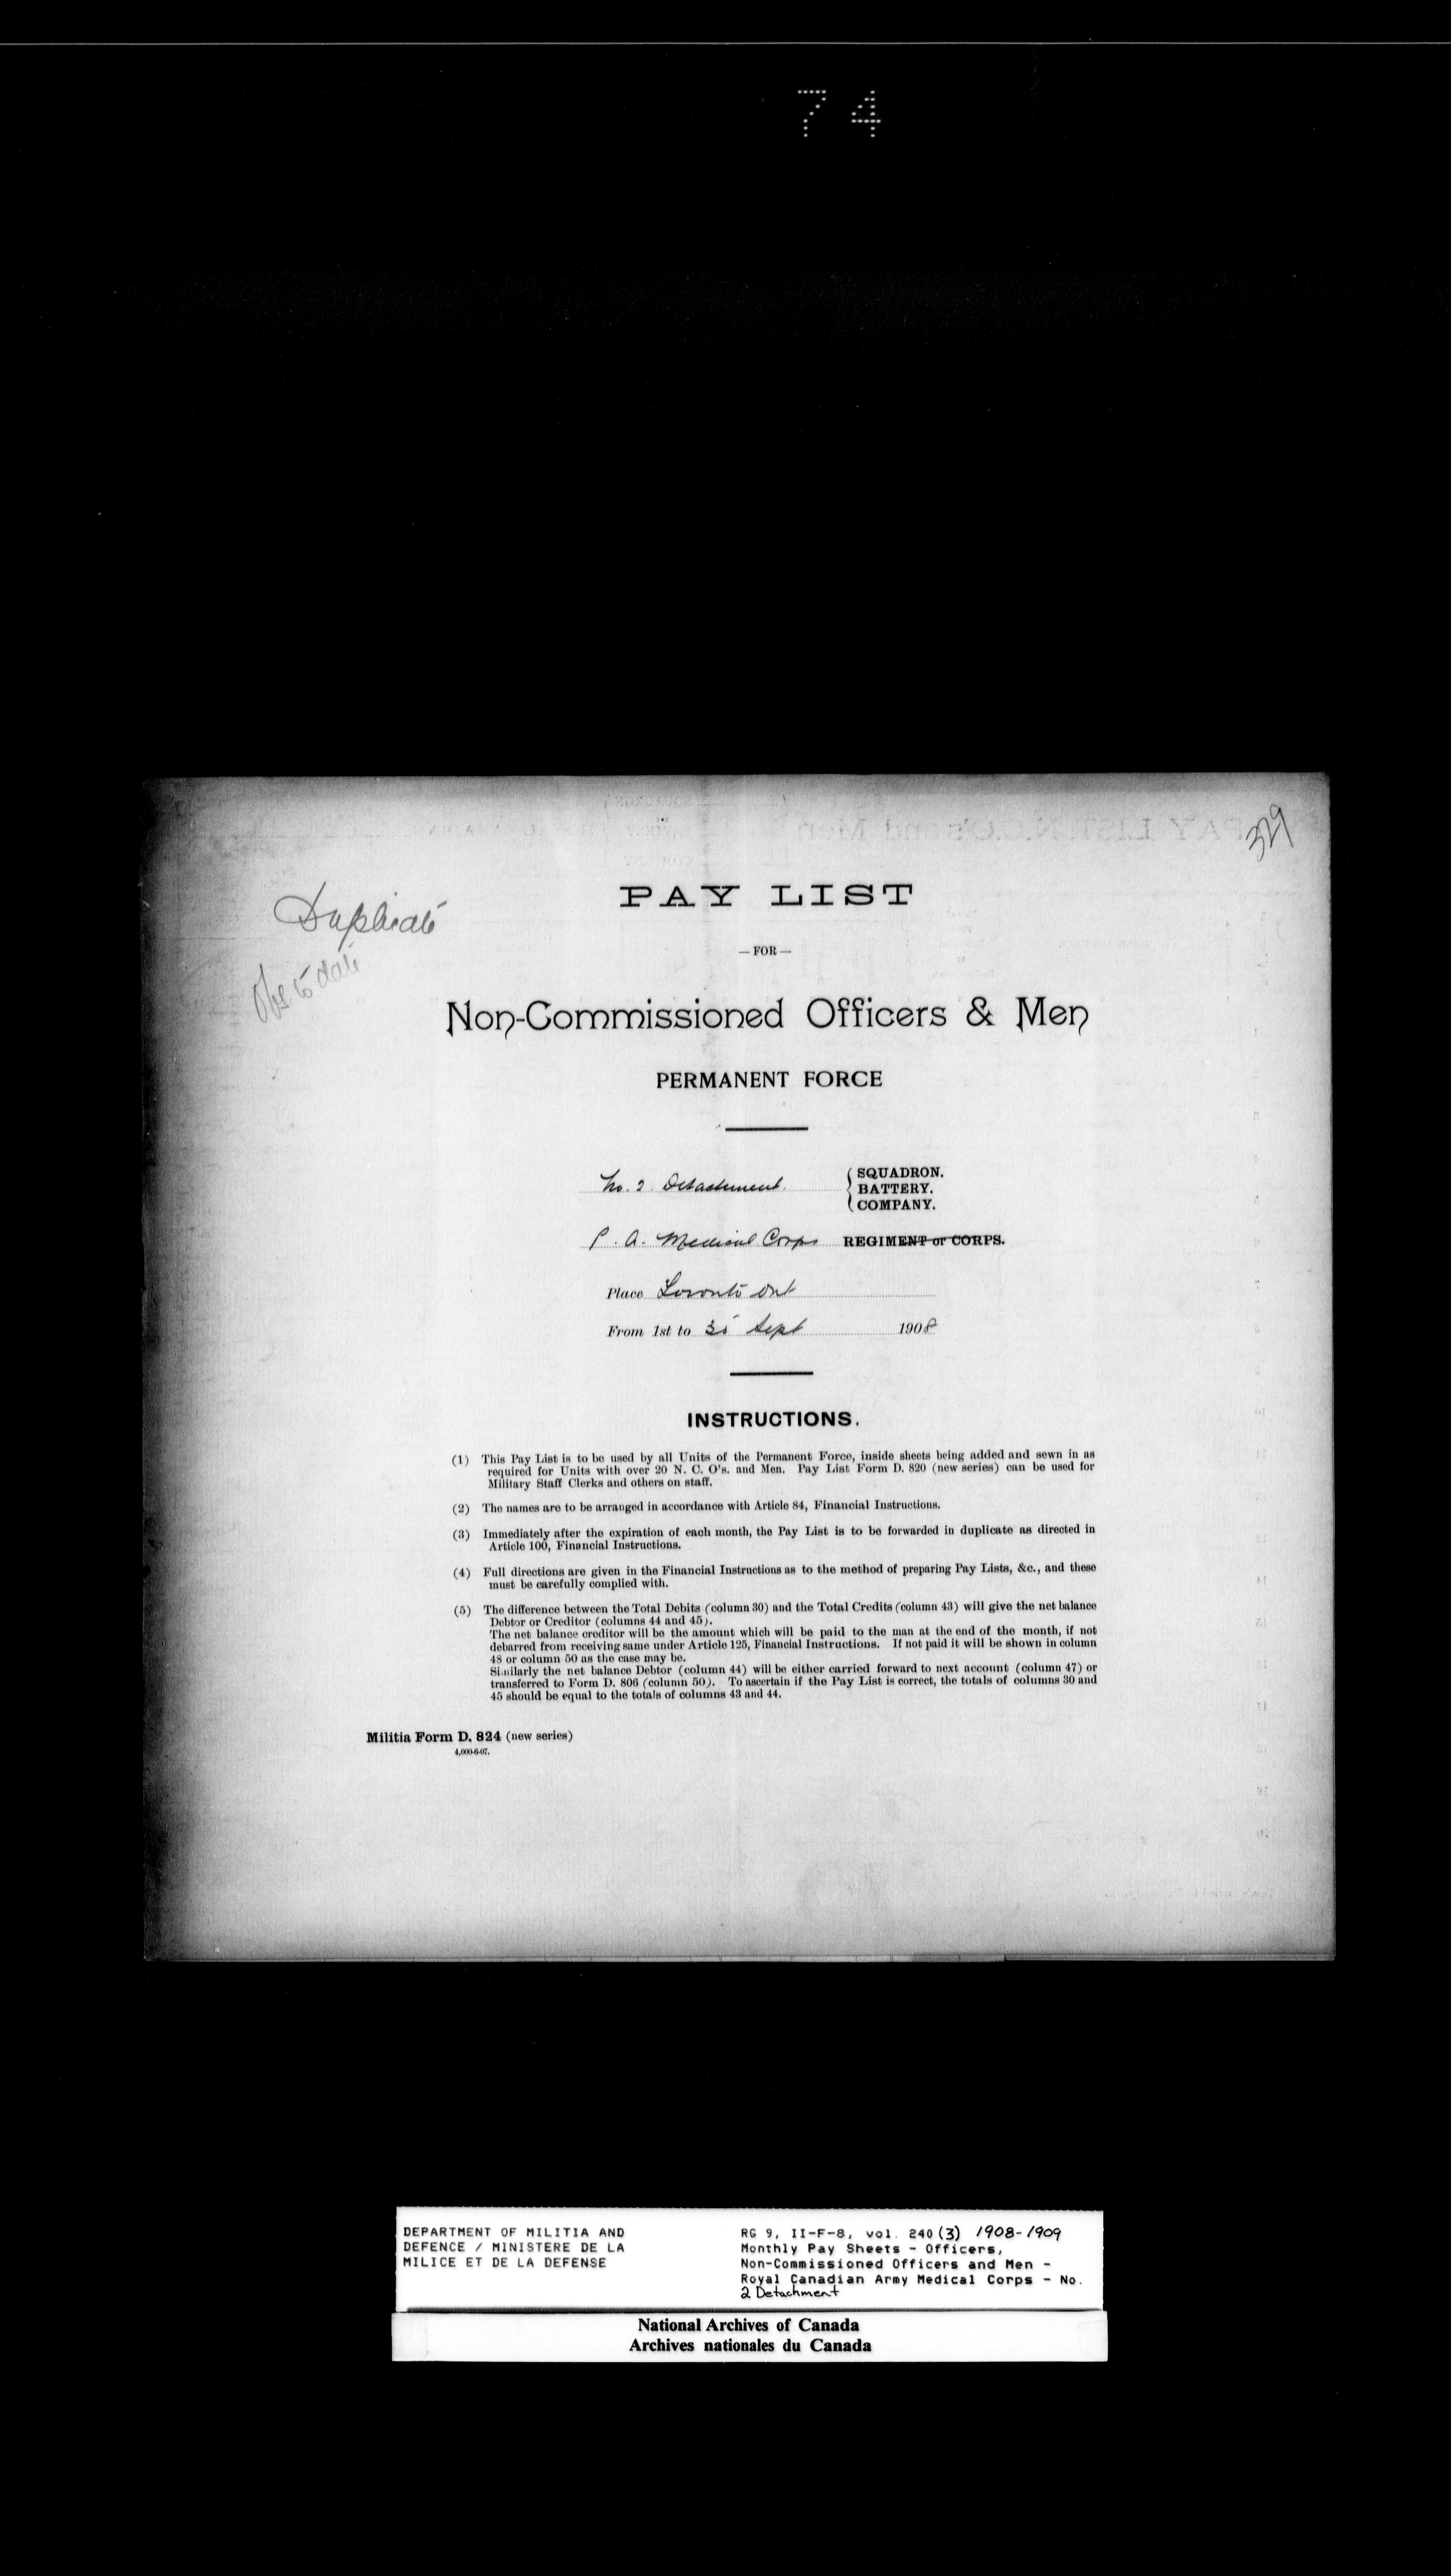 74
329
Duplicate
PAY LIST
— FOR —
Non-Commissioned Officers & Men
PERMANENT FORCE
No. 2 Detachment
SQUADRON.
BATTERY.
COMPANY.
P. A. Medical Corps REGIMENT or CORPS.
Place Toronto Ont
From 1st to 30 Sept 1908
INSTRUCTIONS.
(1) This Pay List is to be used by all Units of the Permanent Force, inside sheets being added and sewn in as
required for Units with over 20 N. C. O's. and Men. Pay List Form D. 820 (new series) can be used for
Military Staff Clerks and others on staff.
(2) The names are to be arranged in accordance with Article 84, Financial Instructions.
(3) Immediately after the expiration of each month, the Pay List is to be forwarded in duplicate as directed in
Article 100, Financial Instructions.
(4) Full directions are given in the Financial Instructions as to the method of preparing Pay Lists, &c., and these
must be carefully complied with.
(5) The difference between the Total Debits (column 30) and the Total Credits (column 43) will give the net balance
Debtor or Creditor (columns 44 and 45).
The net balance creditor will be the amount which will be paid to the man at the end of the month, if not
debarred from receiving same under Article 125, Financial Instructions. If not paid it will be shown in column
48 or column 50 as the case may be.
Similarly the net balance Debtor (column 44) will be either carried forward to next account (column 47) or
transferred to Form D. 806 (column 50). To ascertain if the Pay List is correct, the totals of columns 30 and
45 should be equal to the totals of columns 43 and 44.
Militia Form D. 824 (new series)
4,000-6-07.
DEPARTMENT OF MILITIA AND
DEFENCE / MINISTERE DE LA
MILICE ET DE LA DEFENSE
RG 9, II-F-8, vol. 240 (3) 1908-1909
Monthly Pay Sheets - Officers,
Non-Commissioned Officers and Men -
Royal Canadian Army Medical Corps - No.
2 Detachment
National Archives of Canada
Archives nationales du Canada